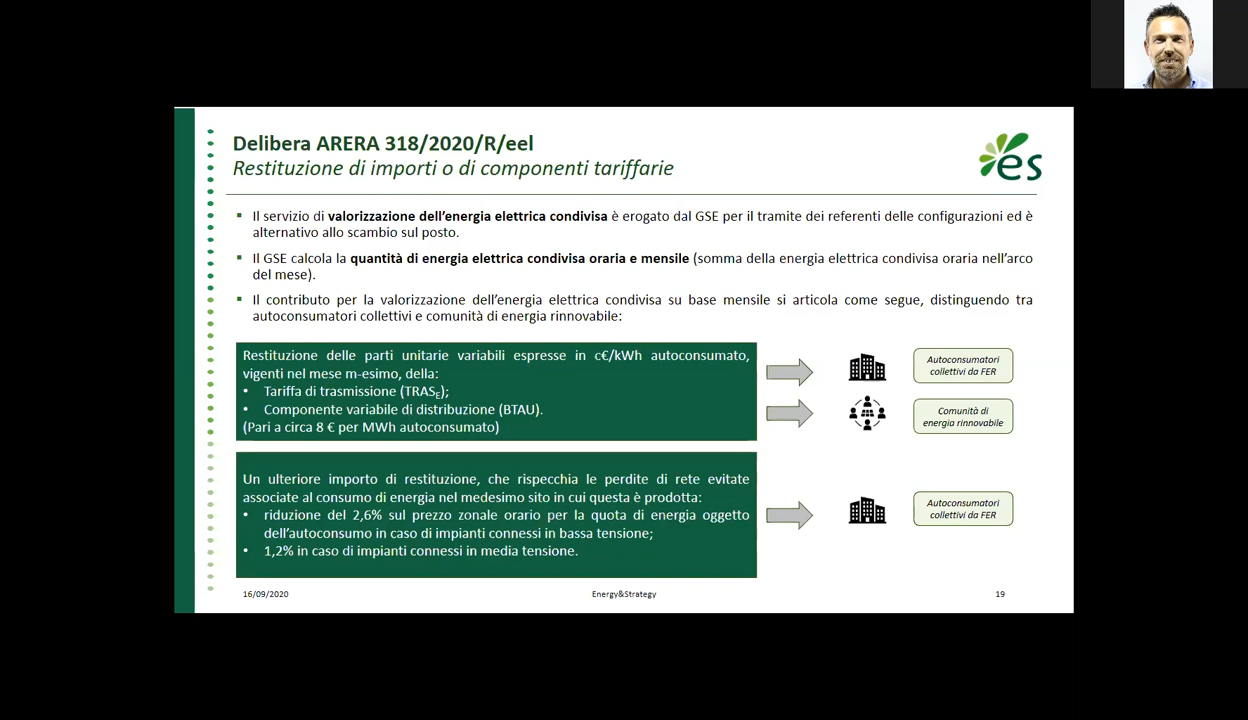 Delibera ARERA 318/2020/R/eel
Restituzione di importi o di componenti tariffarie
es
▪ Il servizio di valorizzazione dell'energia elettrica condivisa è erogato dal GSE per il tramite dei referenti delle configurazioni ed è
alternativo allo scambio sul posto.
▪ Il GSE calcola la quantità di energia elettrica condivisa oraria e mensile (somma della energia elettrica condivisa oraria nell'arco
del mese).
▪ Il contributo per la valorizzazione dell'energia elettrica condivisa su base mensile si articola come segue, distinguendo tra
autoconsumatori collettivi e comunità di energia rinnovabile:
Restituzione delle parti unitarie variabili espresse in c€/kWh autoconsumato,
vigenti nel mese m-esimo, della:
• Tariffa di trasmissione (TRASE);
• Componente variabile di distribuzione (BTAU).
(Pari a circa 8 € per MWh autoconsumato)
Autoconsumatori
collettivi da FER
Comunità di
energia rinnovabile
Un ulteriore importo di restituzione, che rispecchia le perdite di rete evitate
associate al consumo di energia nel medesimo sito in cui questa è prodotta:
• riduzione del 2,6% sul prezzo zonale orario per la quota di energia oggetto
dell'autoconsumo in caso di impianti connessi in bassa tensione;
• 1,2% in caso di impianti connessi in media tensione.
Autoconsumatori
collettivi da FER
16/09/2020
Energy&Strategy
19